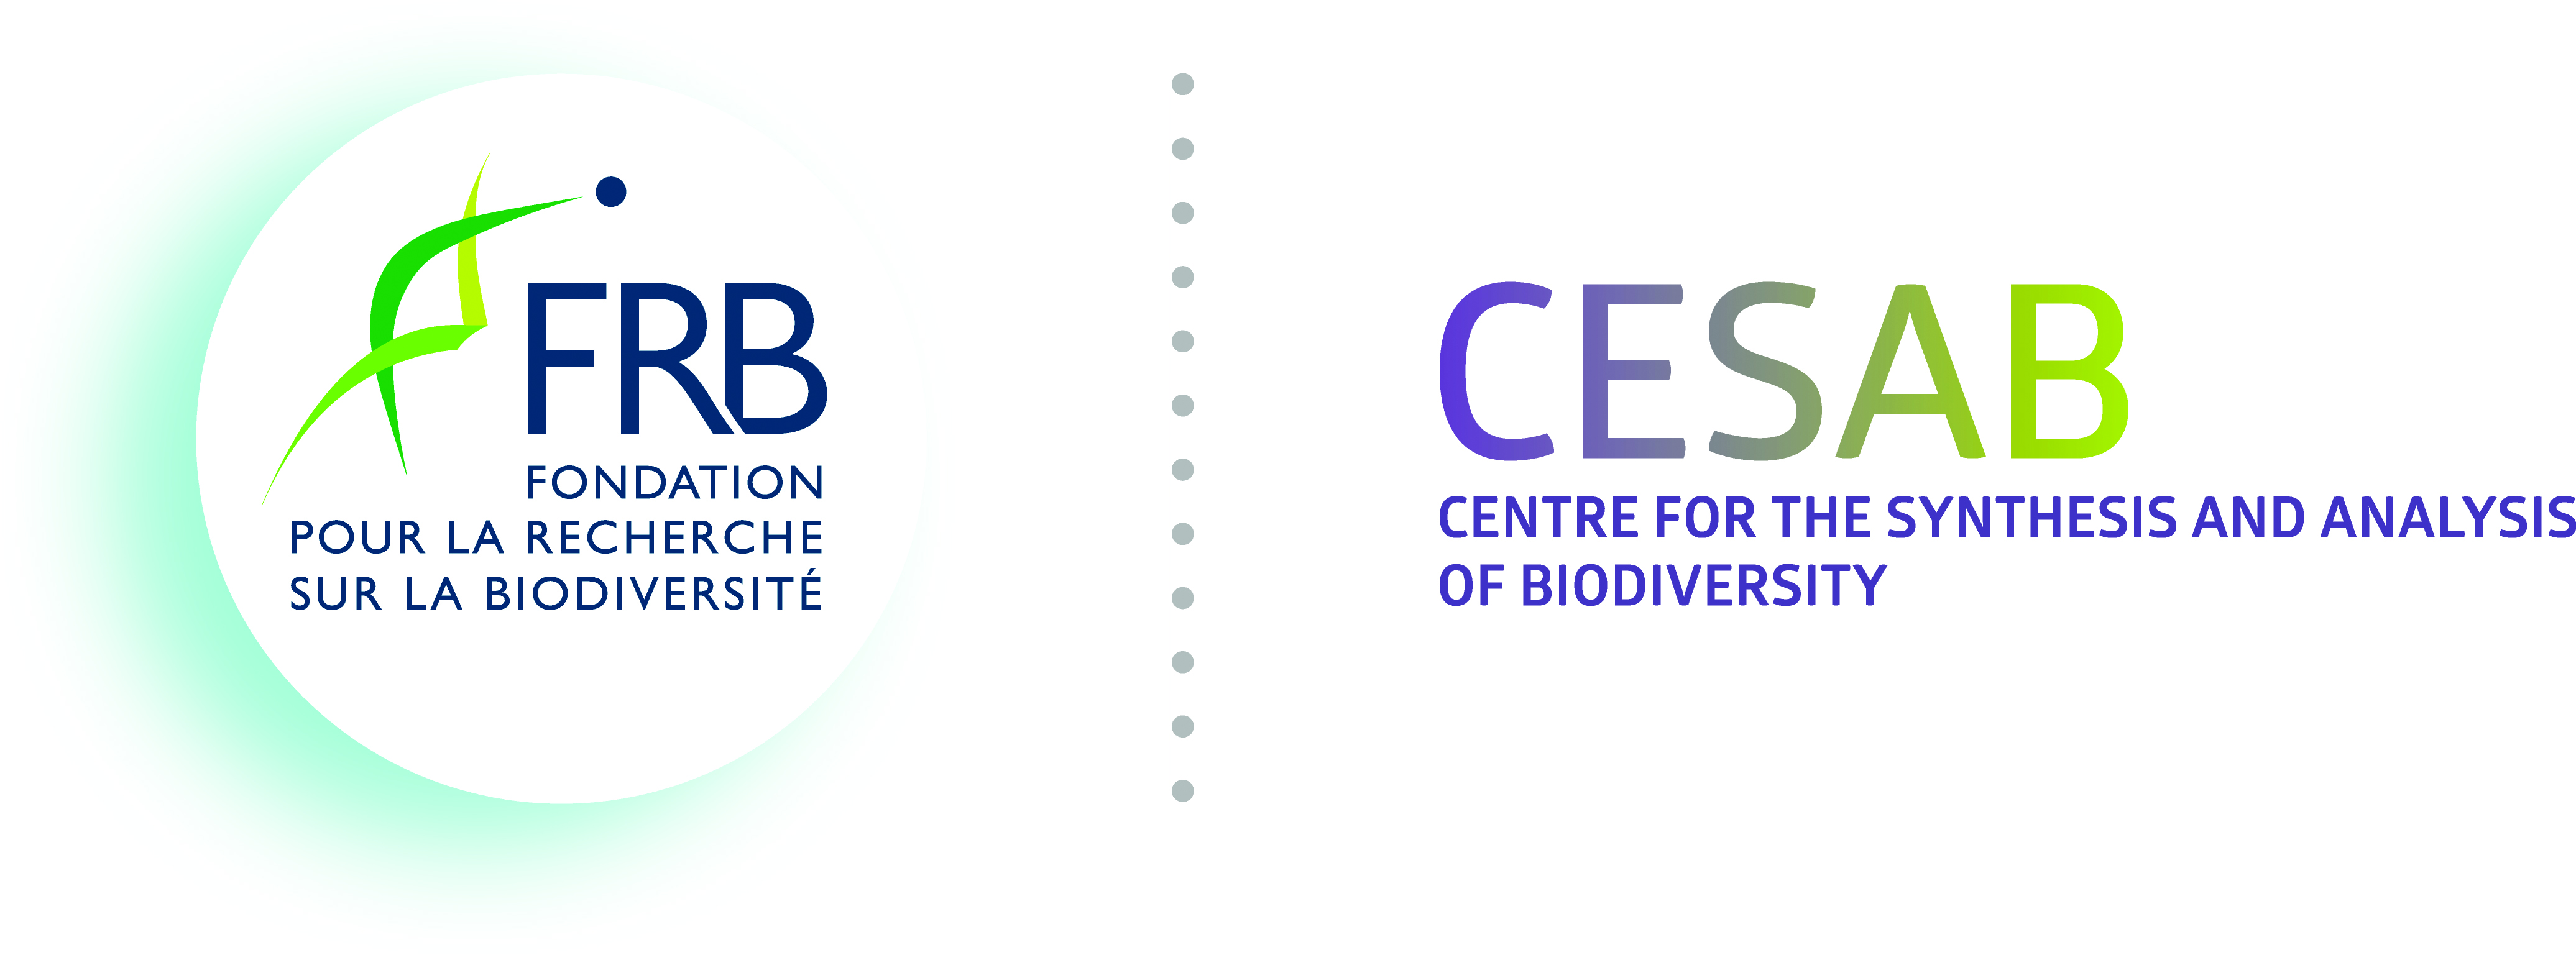 FRB
FONDATION
POUR LA RECHERCHE
SUR LA BIODIVERSITÉ
CESAB
CENTRE FOR THE SYNTHESIS AND ANALYSIS
OF BIODIVERSITY